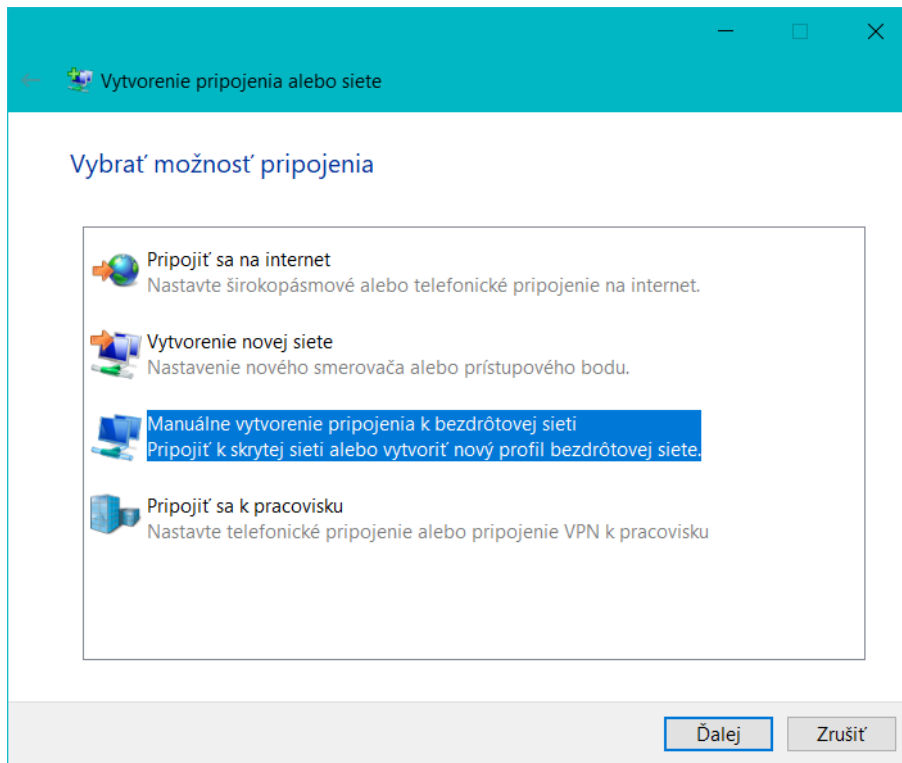 Vytvorenie pripojenia alebo siete
Vybrať možnosť pripojenia
Pripojiť sa na internet
Nastavte širokopásmové alebo telefonické pripojenie na internet.
Vytvorenie novej siete
Nastavenie nového smerovača alebo prístupového bodu.
Manuálne vytvorenie pripojenia k bezdrôtovej sieti
Pripojiť k skrytej sieti alebo vytvoriť nový profil bezdrôtovej siete.
Pripojiť sa k pracovisku
Nastavte telefonické pripojenie alebo pripojenie VPN k pracovisku
Ďalej
Zrušiť